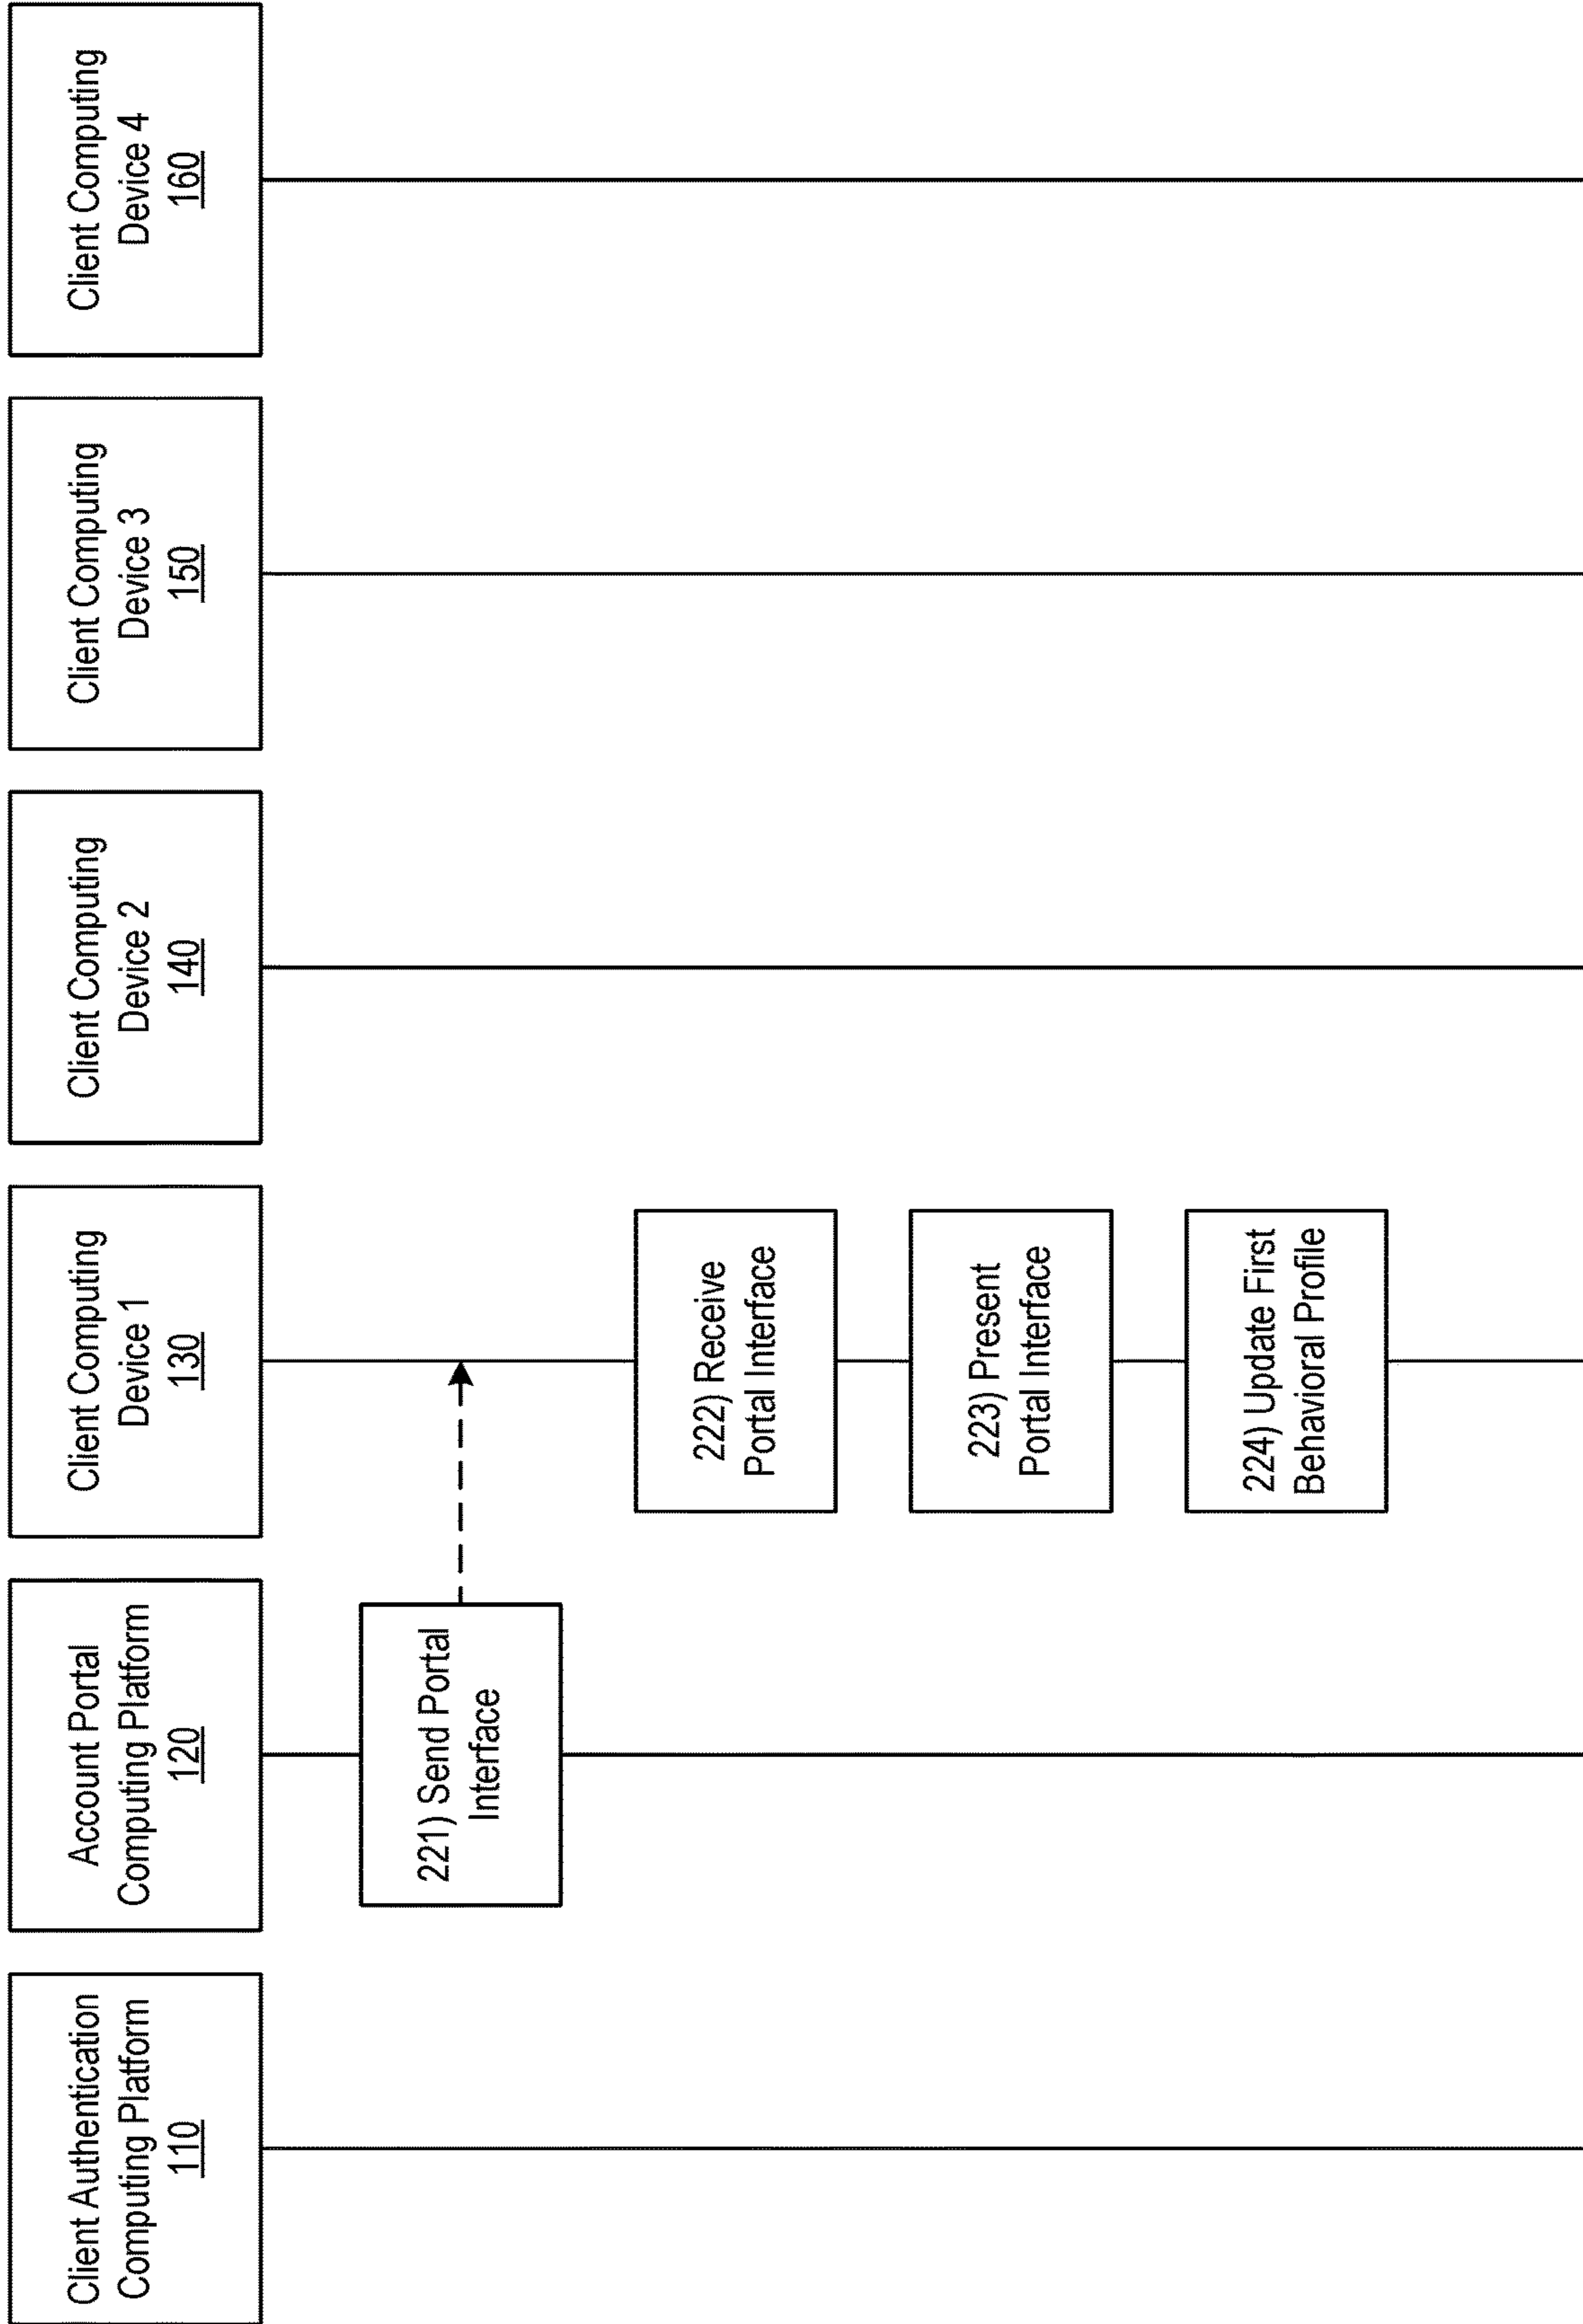 Client Authentication
Computing Platform
110
Account Portal
Computing Platform
120
Client Computing
Device 1
130
Client Computing
Device 2
140
Client Computing
Device 3
150
Client Computing
Device 4
160
221) Send Portal
Interface
222) Receive
Portal Interface
223) Present
Portal Interface
224) Update First
Behavioral Profile